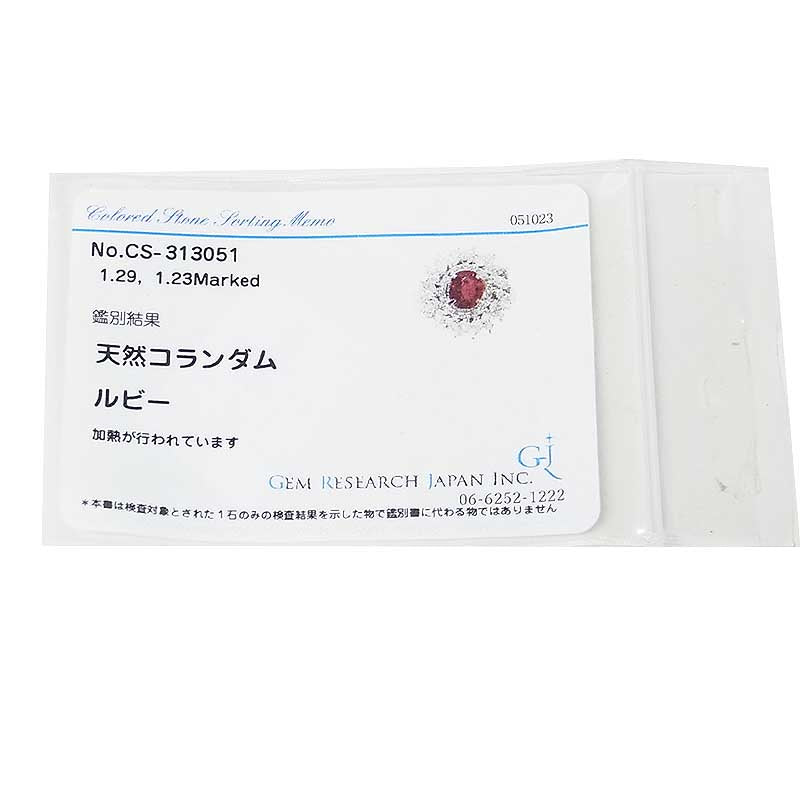 Colored Stone Sorting Memo
051023
No.CS-313051
1.29, 1.23Marked
鑑別結果
天然コランダム
ルビー
加熱が行われています
GJ
GEM RESEARCH JAPAN INC.
06-6252-1222
*本書は検査対象とされた1石のみの検査結果を示した物で鑑別書に代わる物ではありません